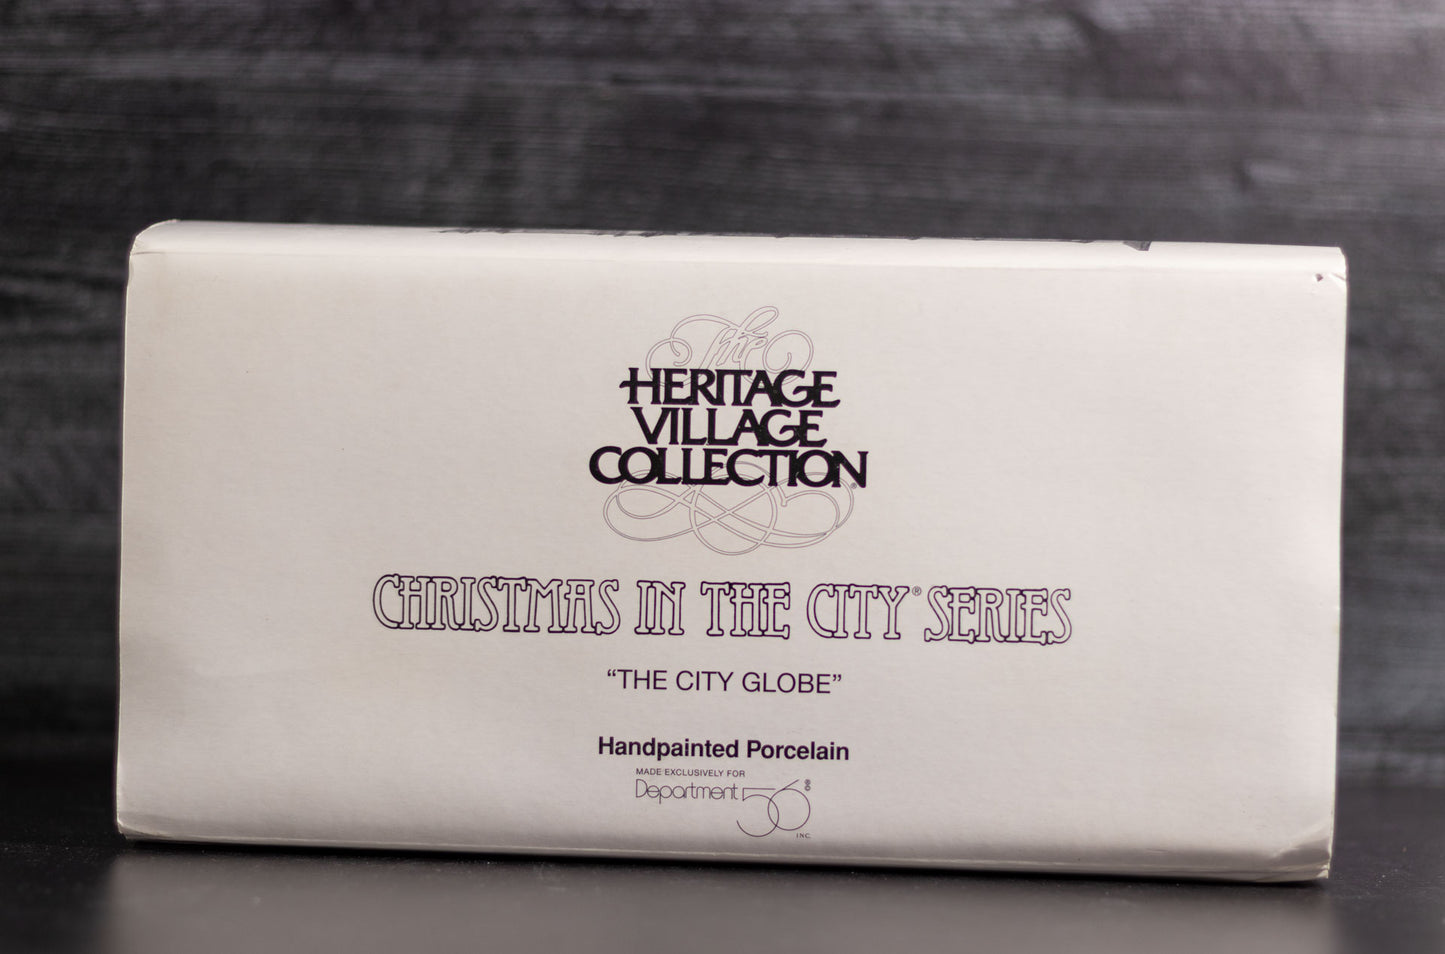 The
HERITAGE
VILLAGE
COLLECTION®
CHRISTMAS IN THE CITY® SERIES
“THE CITY GLOBE”
Handpainted Porcelain
MADE EXCLUSIVELY FOR
Department 56®
INC.